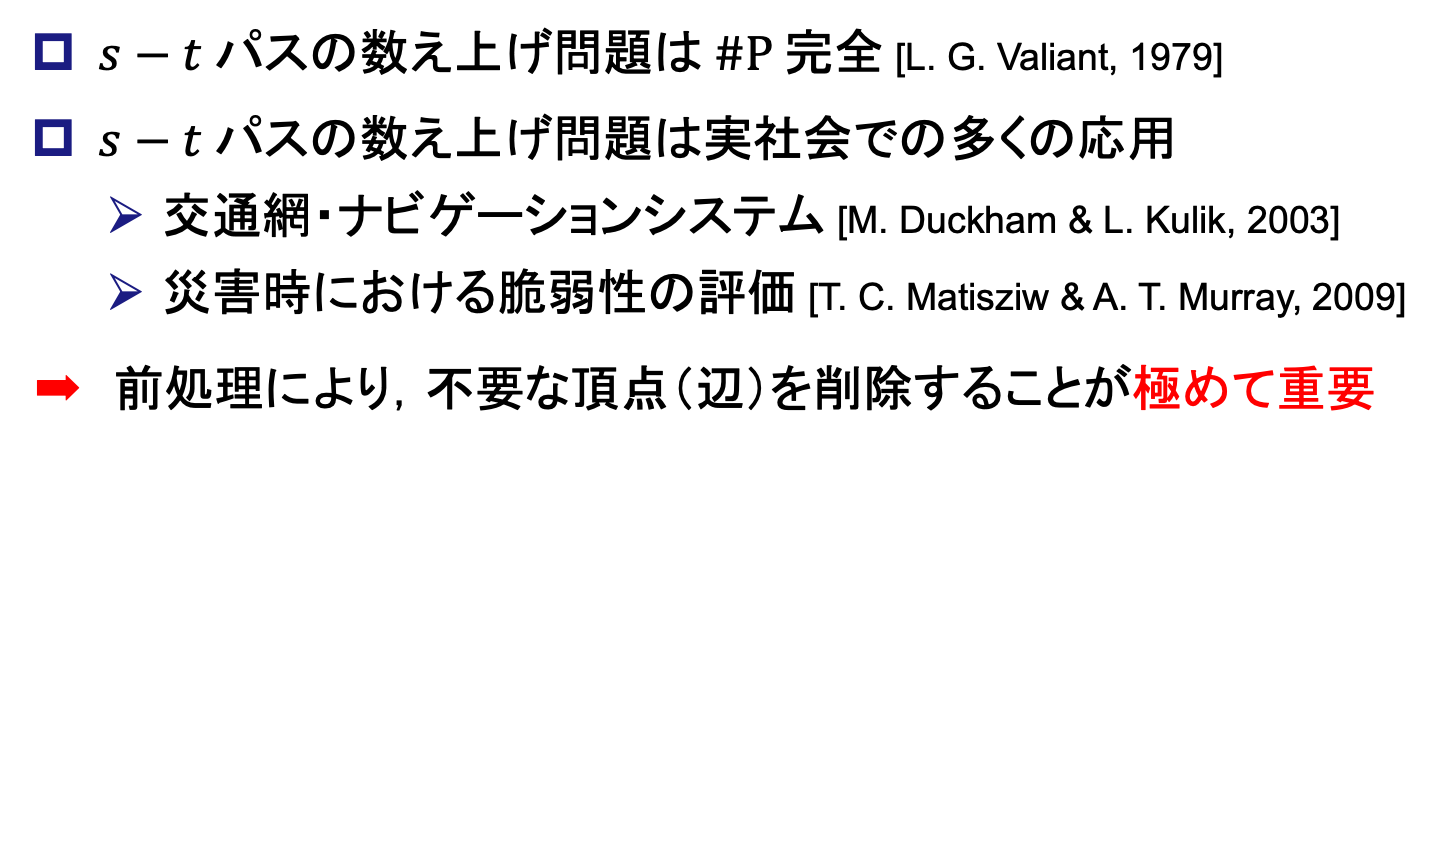 s − t パスの数え上げ問題は #P 完全 [L. G. Valiant, 1979]
s − t パスの数え上げ問題は実社会での多くの応用
交通網・ナビゲーションシステム [M. Duckham & L. Kulik, 2003]
災害時における脆弱性の評価 [T. C. Matisziw & A. T. Murray, 2009]
前処理により，不要な頂点（辺）を削除することが極めて重要